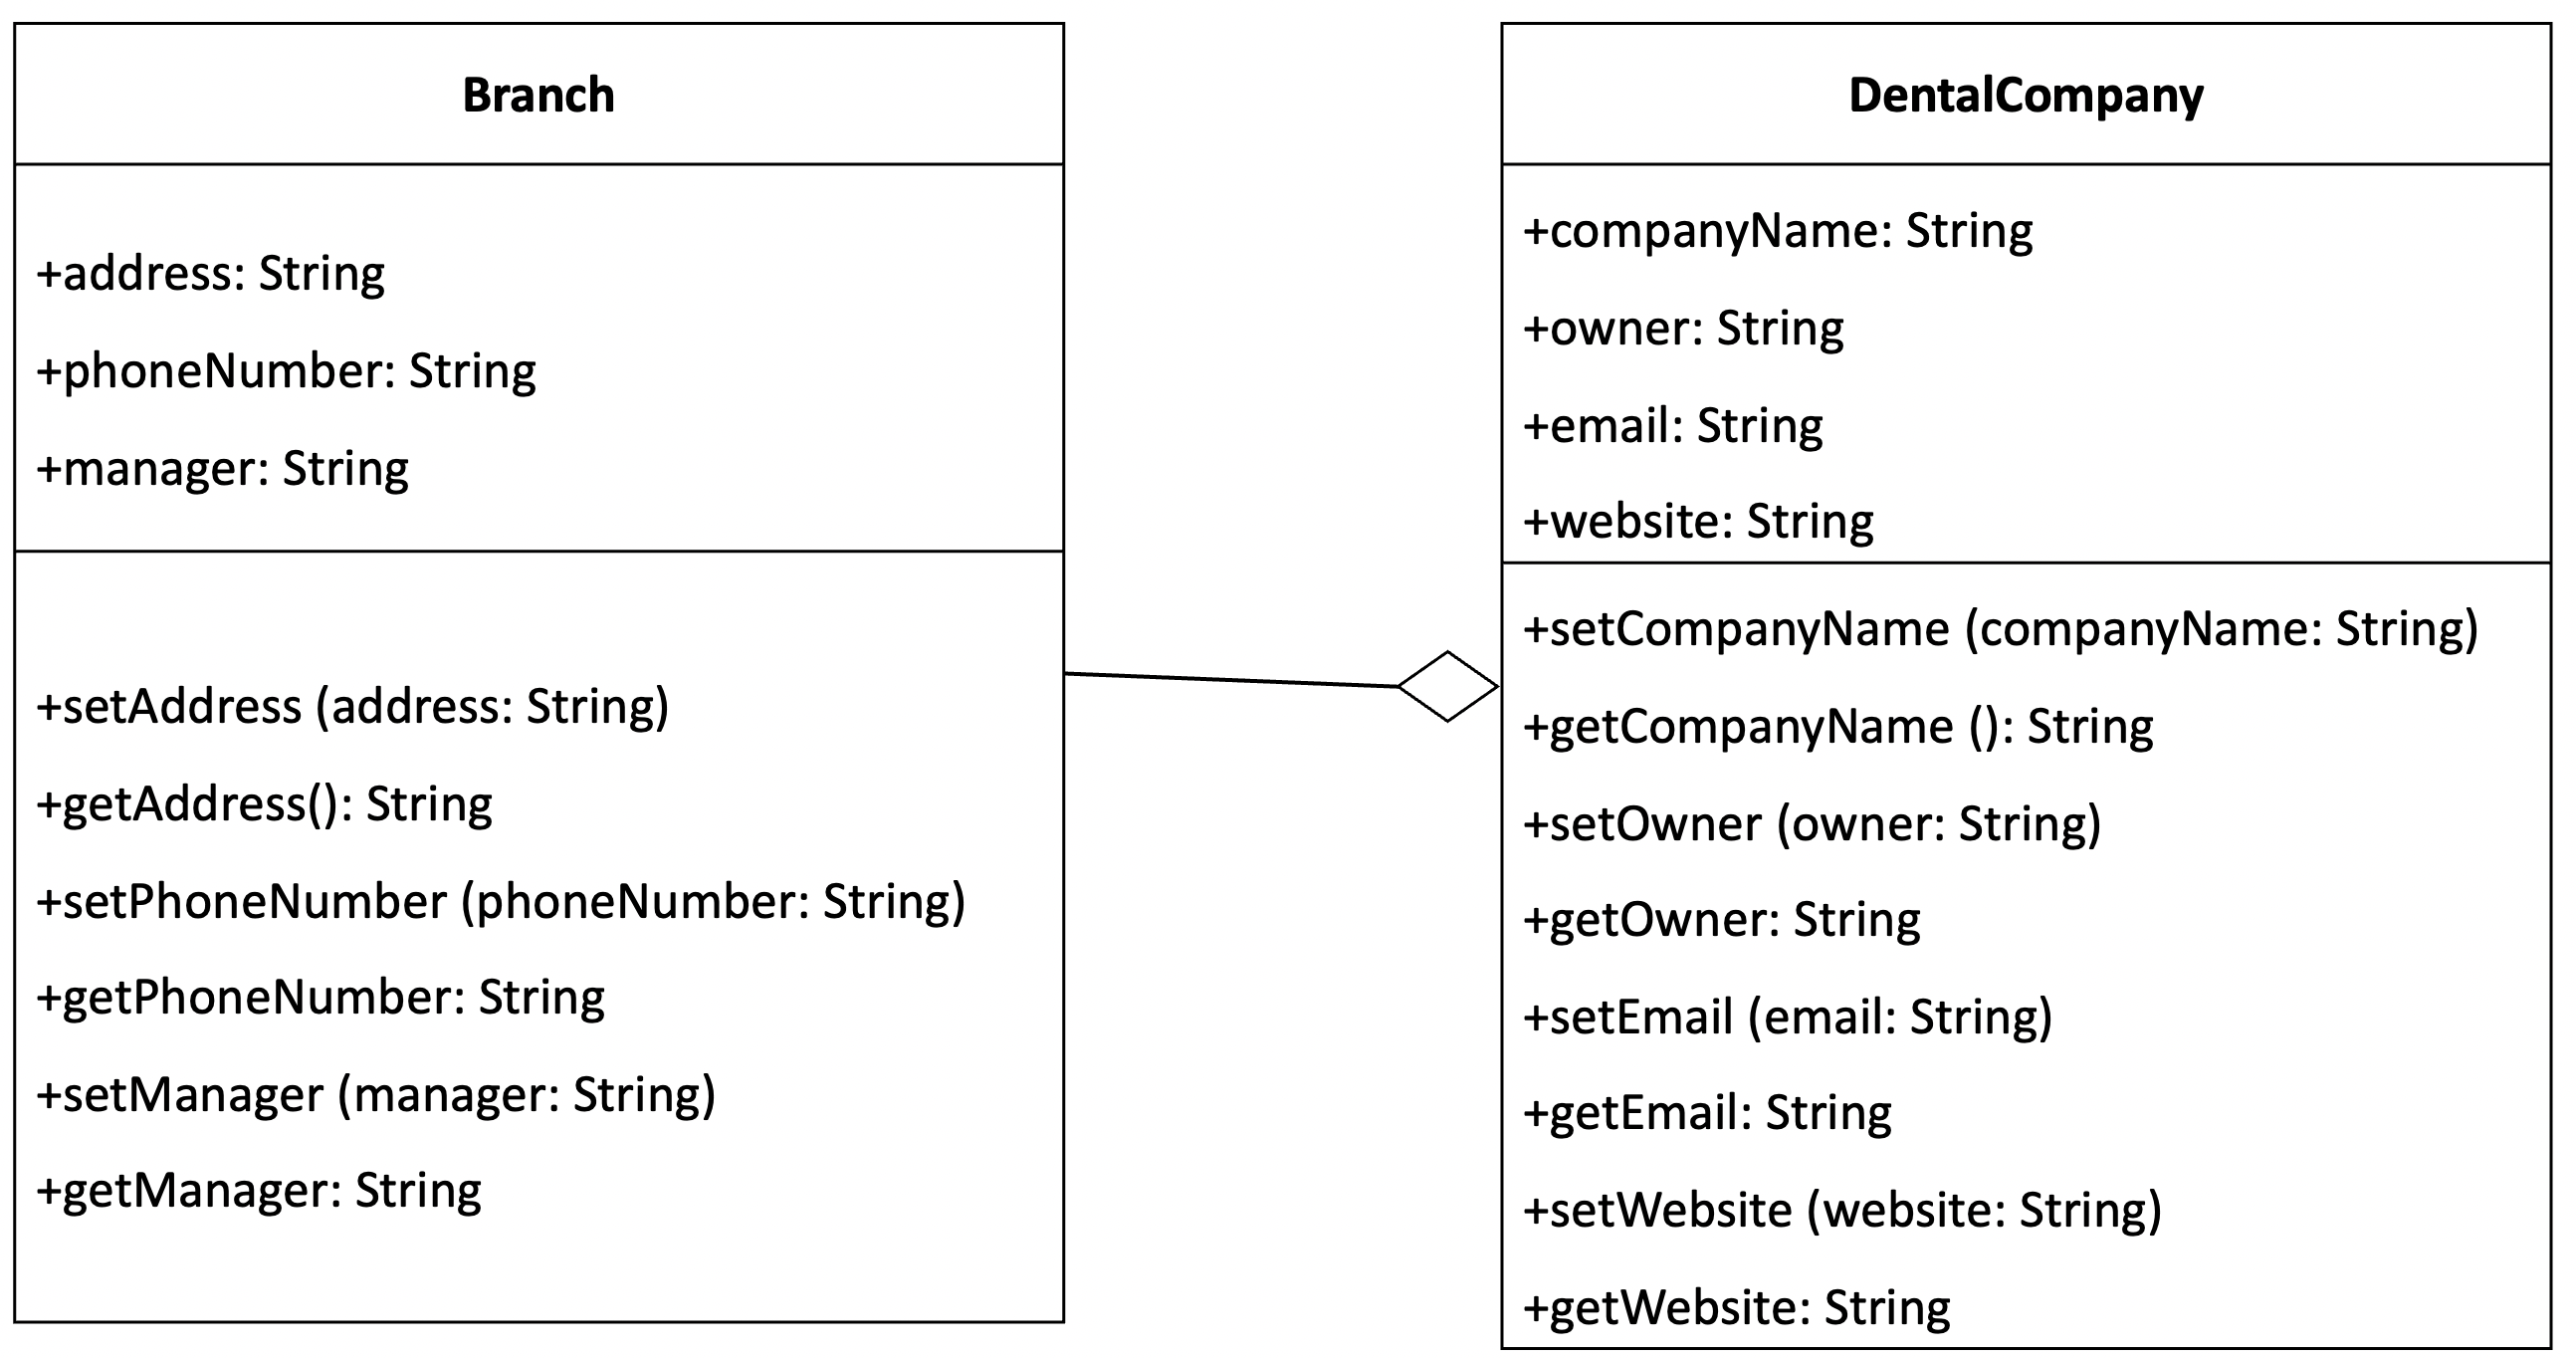 Branch
+address: String
+phoneNumber: String
+manager: String
+setAddress (address: String)
+getAddress(): String
+setPhoneNumber (phoneNumber: String)
+getPhoneNumber: String
+setManager (manager: String)
+getManager: String
DentalCompany
+companyName: String
+owner: String
+email: String
+website: String
+setCompanyName (companyName: String)
+getCompanyName (): String
+setOwner (owner: String)
+getOwner: String
+setEmail (email: String)
+getEmail: String
+setWebsite (website: String)
+getWebsite: String